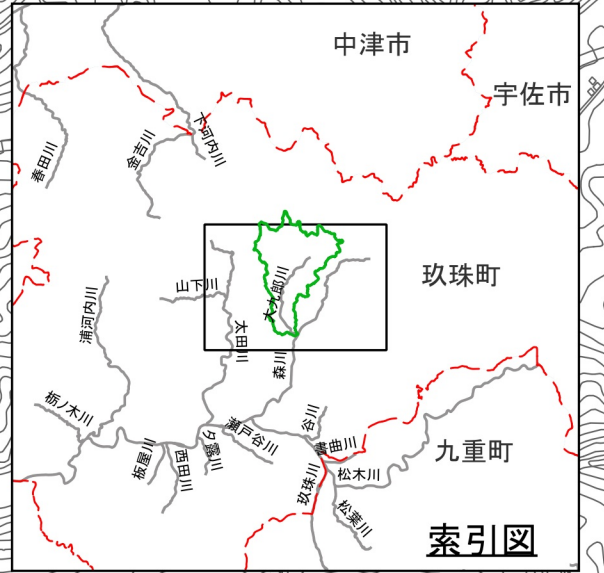 中津市
宇佐市
下河内川
金吉川
春田川
玖珠町
山下川
大九郎川
浦河内川
太田川
森川
栃ノ木川
瀬戸谷川
谷川
夕露川
板屋川
西田川
玖珠川
松木川
九重町
松葉川
索引図